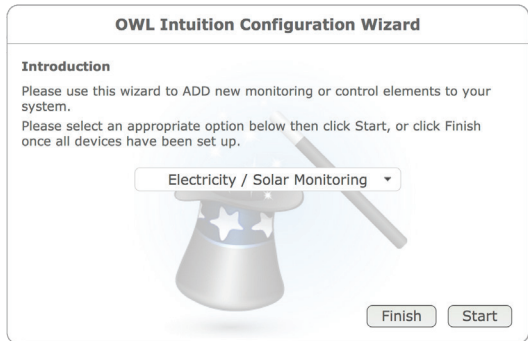 OWL Intuition Configuration Wizard
Introduction
Please use this wizard to ADD new monitoring or control elements to your
system.
Please select an appropriate option below then click Start, or click Finish
once all devices have been set up.
Electricity / Solar Monitoring
Finish
Start